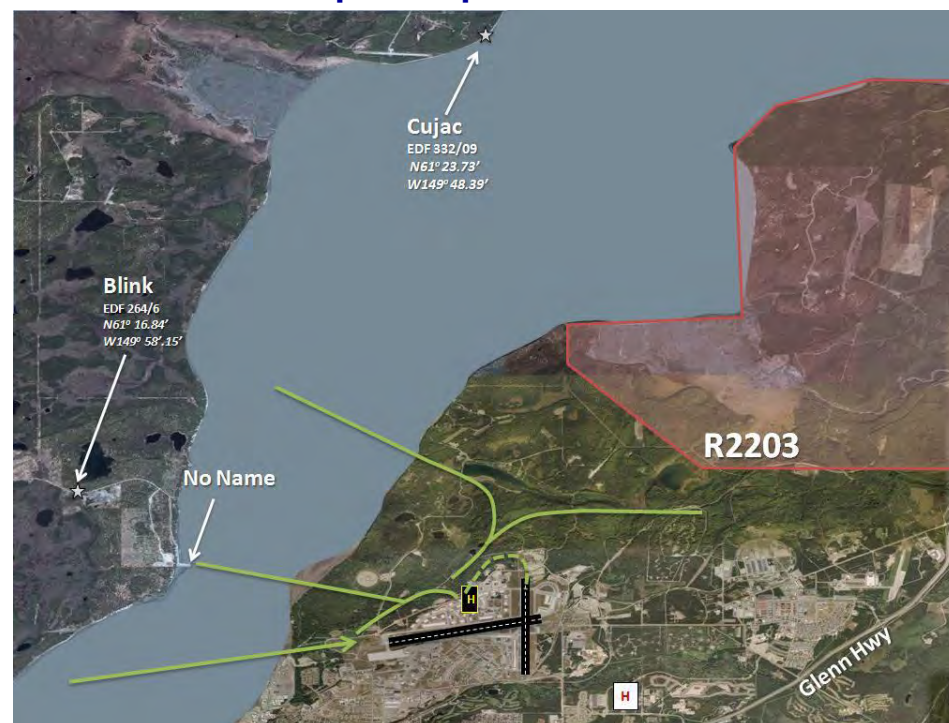 Cujac
EDF 332/09
N61º 23.73’
W149º 48.39’
Blink
EDF 264/6
N61º 16.84’
W149º 58’.15’
No Name
R2203
H
H
Glenn Hwy